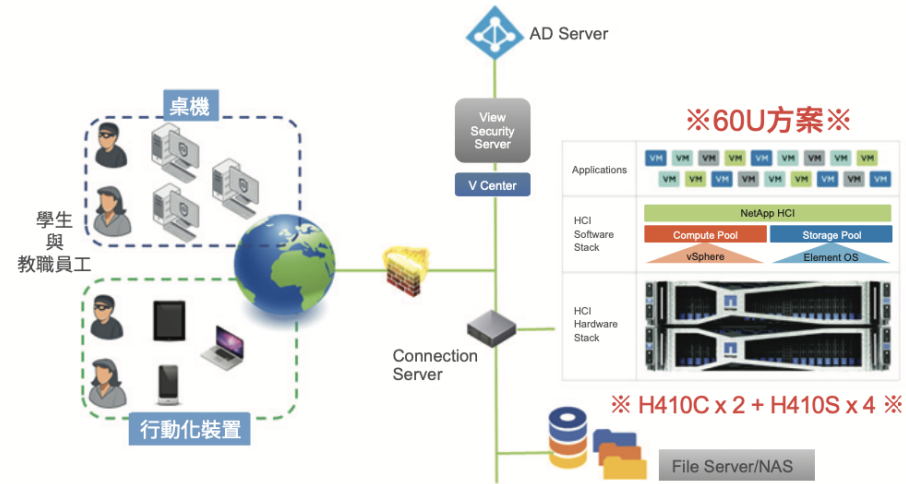 AD Server
View
Security
Server
V Center
桌機
學生
與
教職員工
行動化裝置
Connection
Server
※60U方案※
Applications
VM VM VM VM VM VM VM VM VM
VM VM VM VM VM VM VM VM VM
HCI
Software
Stack
NetApp HCI
Compute Pool
Storage Pool
vSphere
Element OS
HCI
Hardware
Stack
※ H410C x 2 + H410S x 4 ※
File Server/NAS